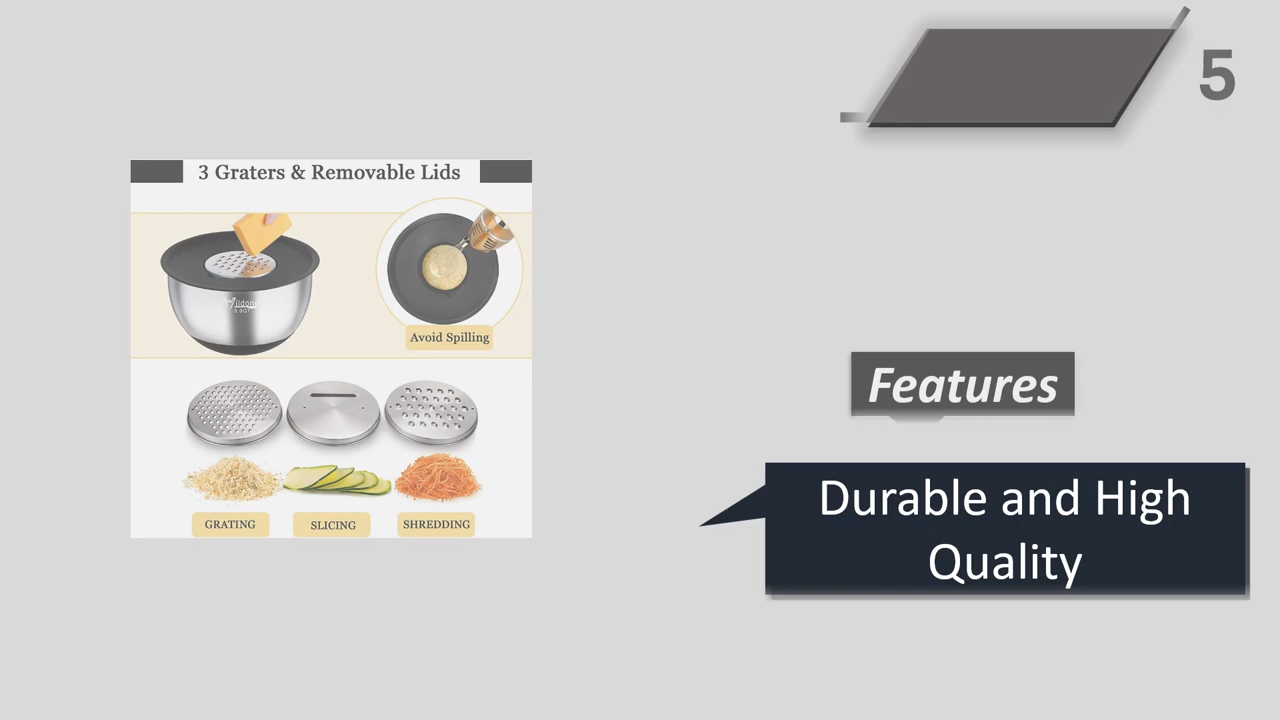 5
3 Graters & Removable Lids
Avoid Spilling
GRATING
SLICING
SHREDDING
Features
Durable and High
Quality